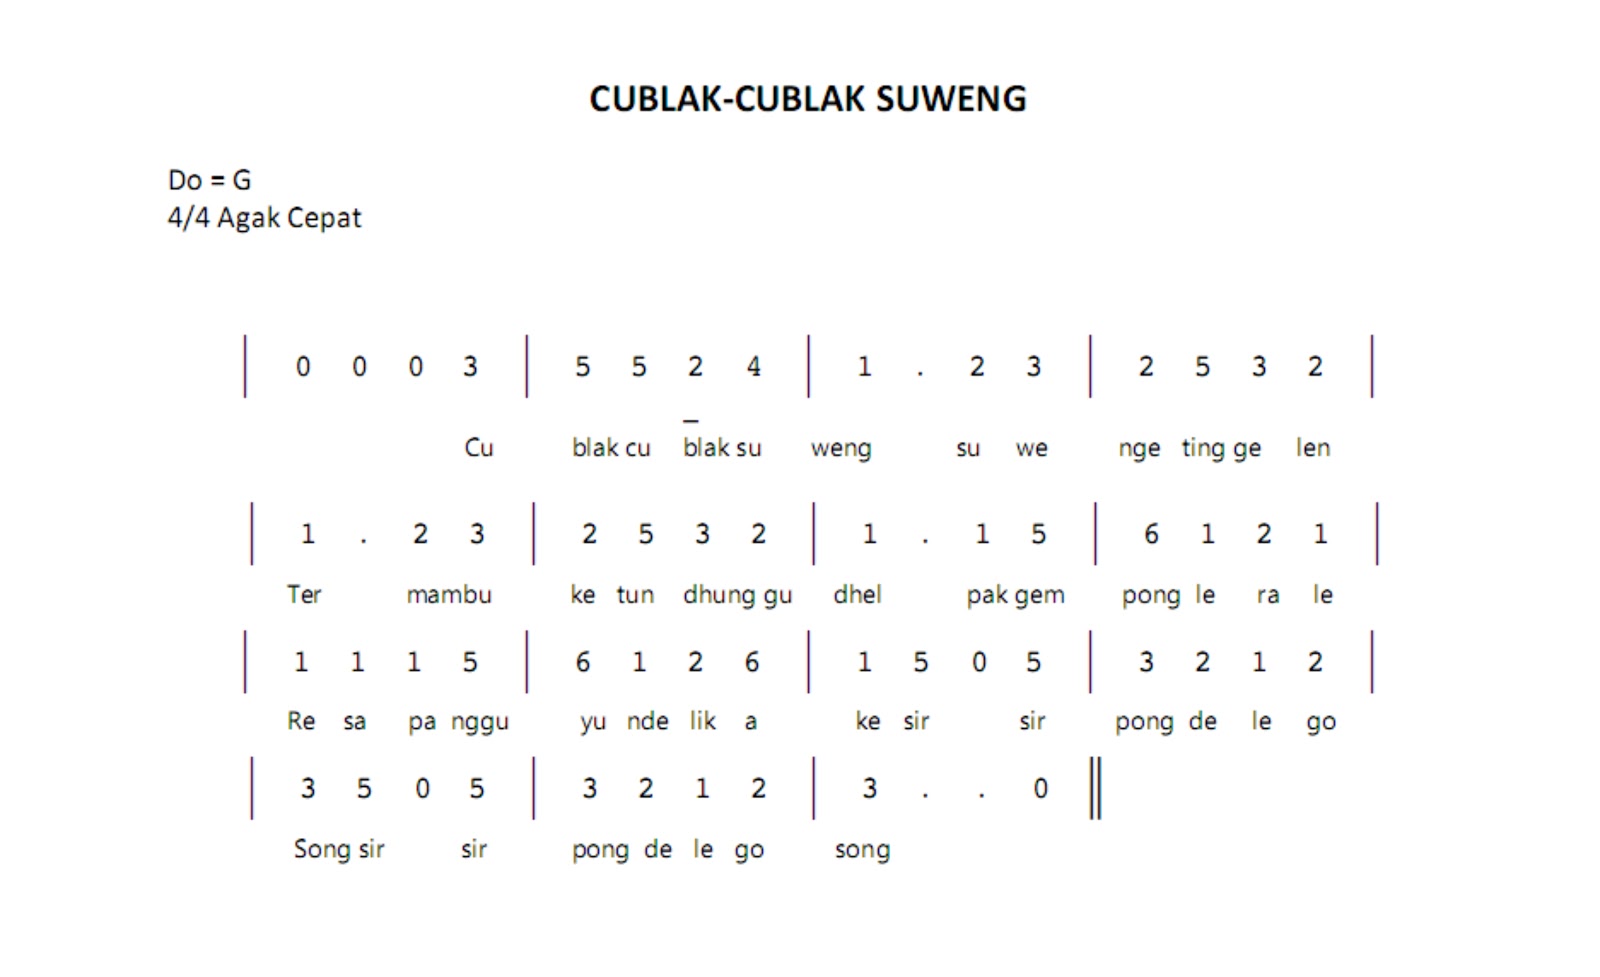 CUBLAK-CUBLAK SUWENG
Do = G
4/4 Agak Cepat
| 0 0 0 3 | 5 5 2 4 | 1 . 2 3 | 2 5 3 2 |
Cu blak cu blak su weng su we nge ting ge len
| 1 . 2 3 | 2 5 3 2 | 1 . 1 5 | 6 1 2 1 |
Ter mambu ke tun dhung gu dhel pak gem pong le ra le
| 1 1 1 5 | 6 1 2 6 | 1 5 0 5 | 3 2 1 2 |
Re sa pa nggu yu nde lik a ke sir sir pong de le go
| 3 5 0 5 | 3 2 1 2 | 3 . . 0 ||
Song sir sir pong de le go song